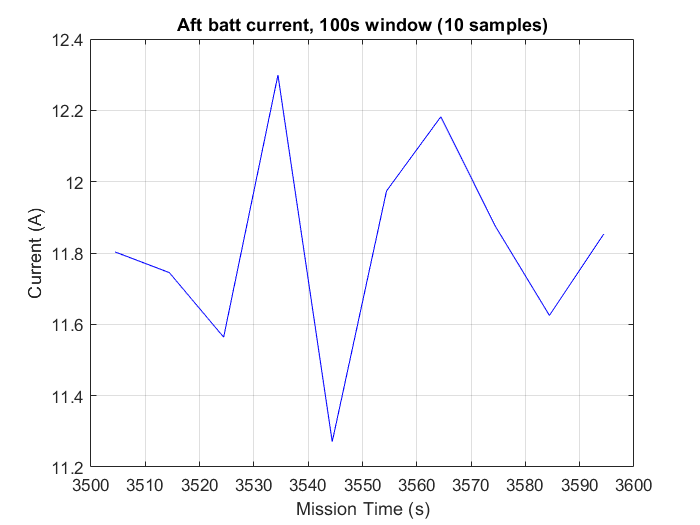 Aft batt current, 100s window (10 samples)
12.4
12.2
12
11.8
11.6
11.4
11.2
Current (A)
3500 3510 3520 3530 3540 3550 3560 3570 3580 3590 3600
Mission Time (s)